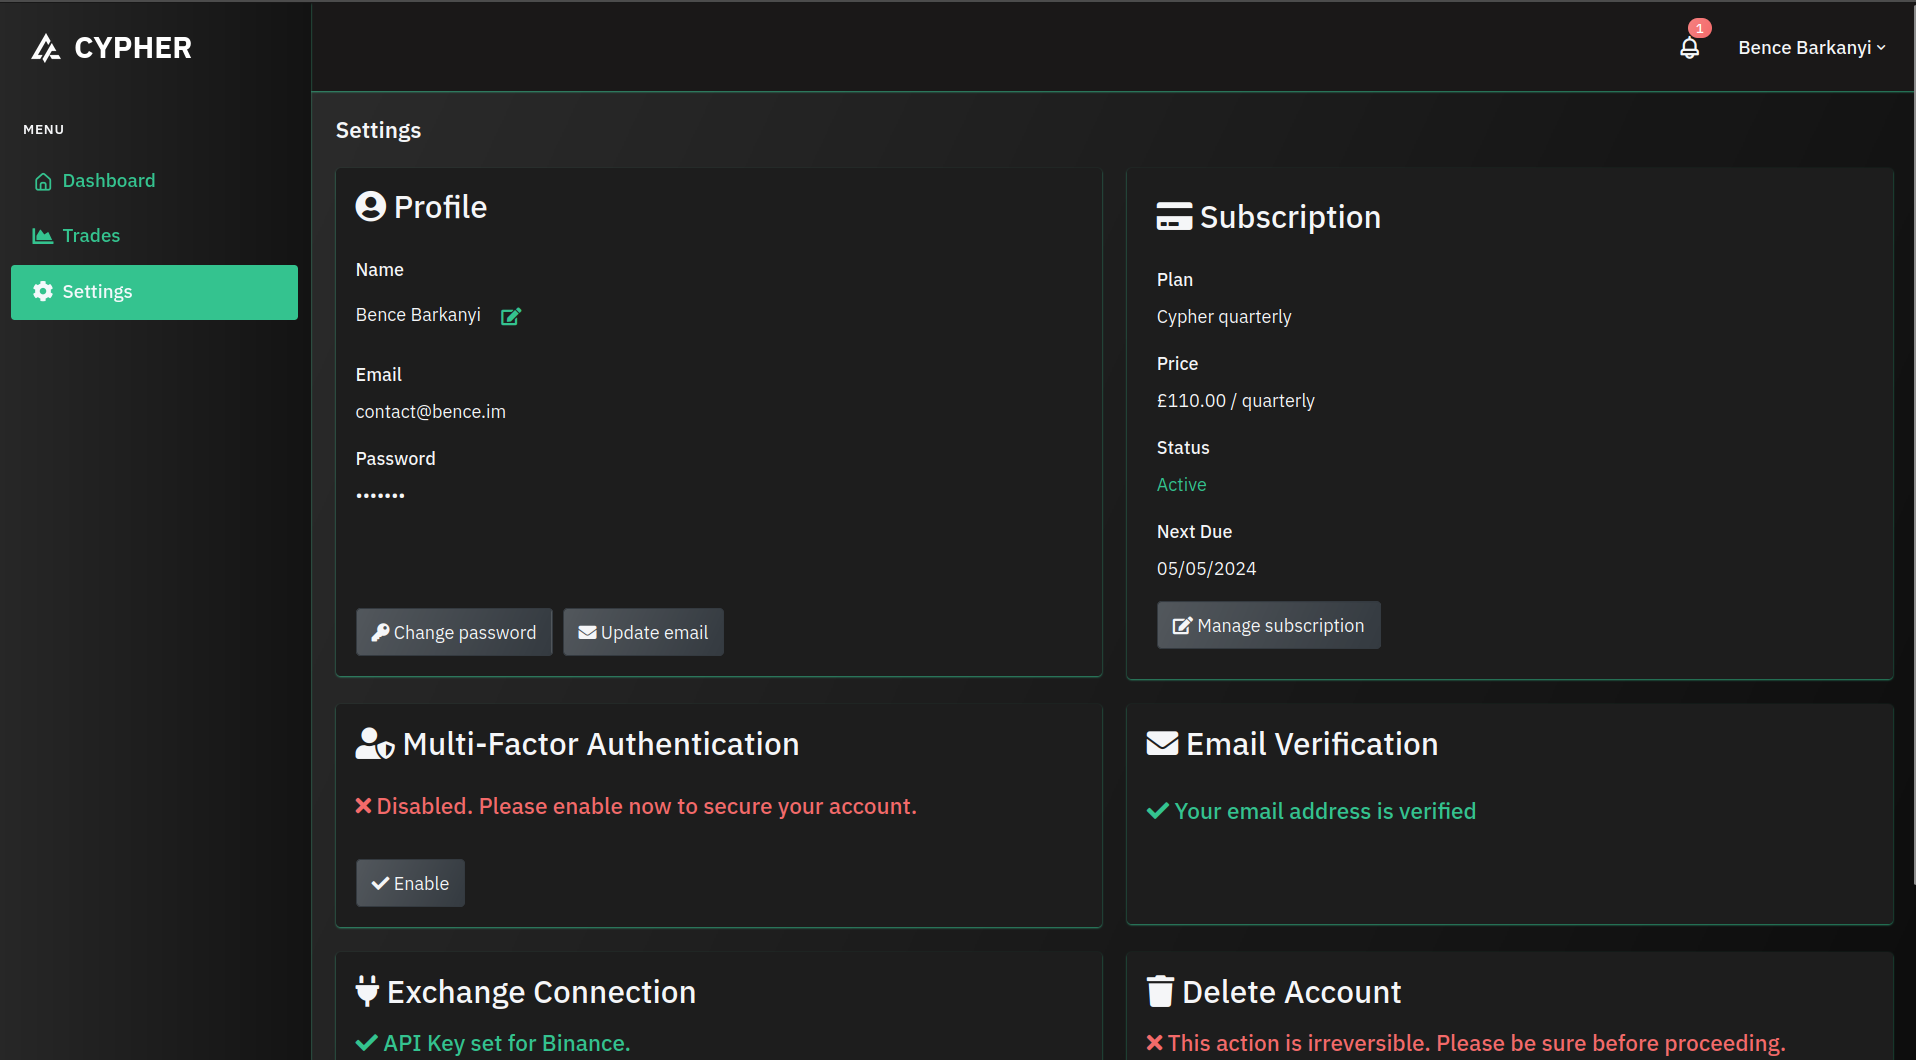 CYPHER
1
Bence Barkanyi
MENU
Dashboard
Trades
Settings
Settings
Profile
Name
Bence Barkanyi
Email
contact@bence.im
Password
•••••••
Change password
Update email
Subscription
Plan
Cypher quarterly
Price
£110.00 / quarterly
Status
Active
Next Due
05/05/2024
Manage subscription
Multi-Factor Authentication
Disabled. Please enable now to secure your account.
Enable
Email Verification
Your email address is verified
Exchange Connection
API Key set for Binance.
Delete Account
This action is irreversible. Please be sure before proceeding.